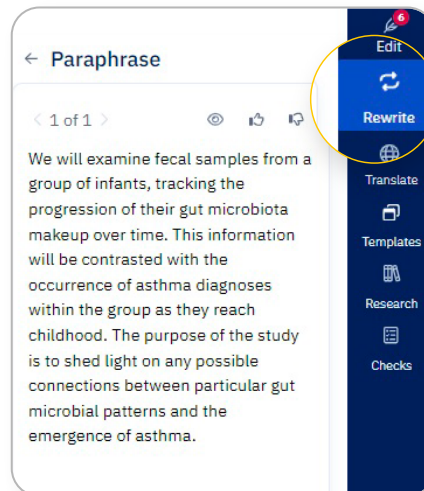 ← Paraphrase
< 1 of 1 >
We will examine fecal samples from a
group of infants, tracking the
progression of their gut microbiota
makeup over time. This information
will be contrasted with the
occurrence of asthma diagnoses
within the group as they reach
childhood. The purpose of the study
is to shed light on any possible
connections between particular gut
microbial patterns and the
emergence of asthma.
6
Edit
Rewrite
Translate
Templates
Research
Checks